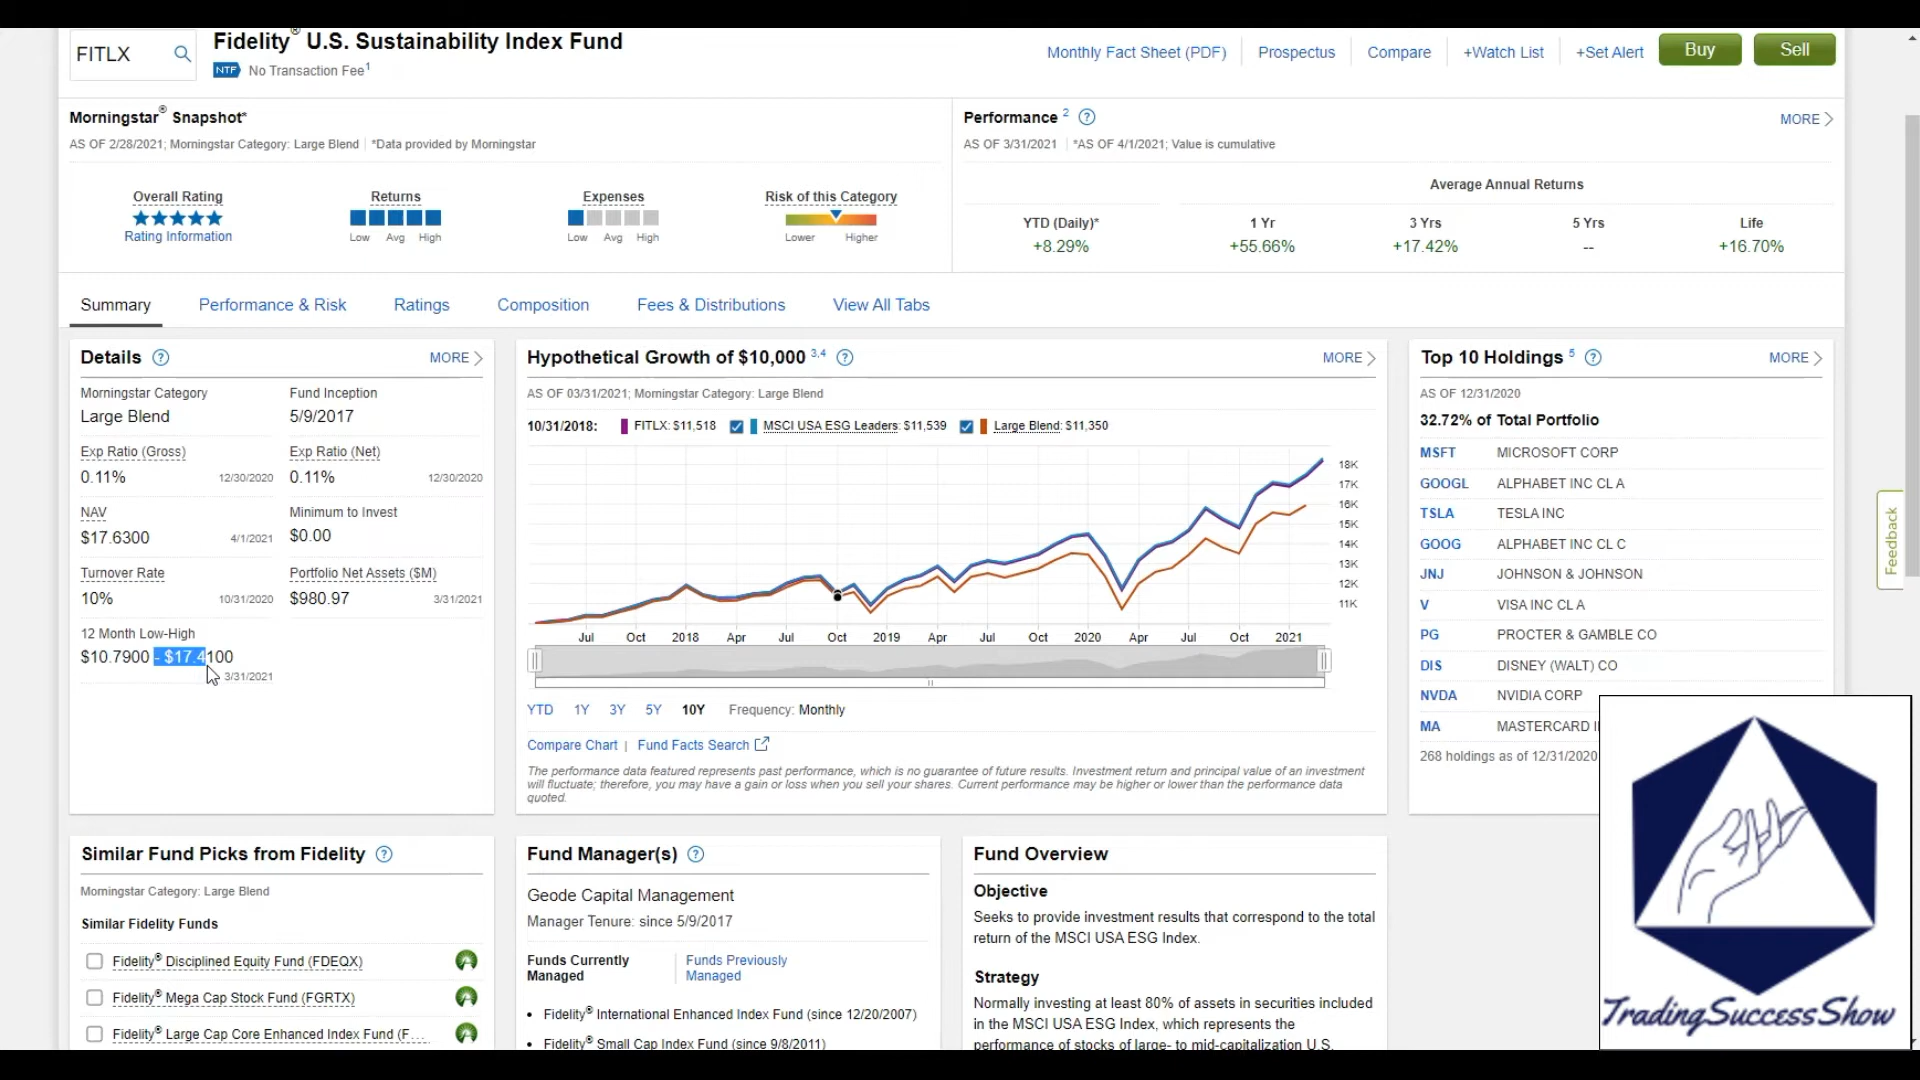 FITLX
Fidelity® U.S. Sustainability Index Fund
NTF No Transaction Fee1
Monthly Fact Sheet (PDF) Prospectus Compare +Watch List +Set Alert Buy Sell
Morningstar® Snapshot*
AS OF 2/28/2021; Morningstar Category: Large Blend *Data provided by Morningstar
Overall Rating
Rating Information
Returns
Low Avg High
Expenses
Low Avg High
Risk of this Category
Lower Higher
Performance 2 ?
MORE
AS OF 3/31/2021 *AS OF 4/1/2021; Value is cumulative
Average Annual Returns
YTD (Daily)* 1 Yr 3 Yrs 5 Yrs Life
+8.29% +55.66% +17.42% -- +16.70%
Summary Performance & Risk Ratings Composition Fees & Distributions View All Tabs
Details ? MORE
Morningstar Category Fund Inception
Large Blend 5/9/2017
Exp Ratio (Gross) Exp Ratio (Net)
0.11% 12/30/2020 0.11% 12/30/2020
NAV Minimum to Invest
$17.6300 4/1/2021 $0.00
Turnover Rate Portfolio Net Assets ($M)
10% 10/31/2020 $980.97 3/31/2021
12 Month Low-High
$10.7900 - $17.4100
3/31/2021
Hypothetical Growth of $10,000 3,4 ? MORE
AS OF 03/31/2021; Morningstar Category: Large Blend
10/31/2018: FITLX: $11,518 MSCI USA ESG Leaders: $11,539 Large Blend: $11,350
18K
17K
16K
15K
14K
13K
12K
11K
Jul Oct 2018 Apr Jul Oct 2019 Apr Jul Oct 2020 Apr Jul Oct 2021
YTD 1Y 3Y 5Y 10Y Frequency: Monthly
Compare Chart | Fund Facts Search
The performance data featured represents past performance, which is no guarantee of future results. Investment return and principal value of an investment
will fluctuate; therefore, you may have a gain or loss when you sell your shares. Current performance may be higher or lower than the performance data
quoted.
Top 10 Holdings 5 ? MORE
AS OF 12/31/2020
32.72% of Total Portfolio
MSFT MICROSOFT CORP
GOOGL ALPHABET INC CL A
TSLA TESLA INC
GOOG ALPHABET INC CL C
JNJ JOHNSON & JOHNSON
V VISA INC CL A
PG PROCTER & GAMBLE CO
DIS DISNEY (WALT) CO
NVDA NVIDIA CORP
MA MASTERCARD
268 holdings as of 12/31/2020
Feedback
Similar Fund Picks from Fidelity ?
Morningstar Category: Large Blend
Similar Fidelity Funds
Fidelity® Disciplined Equity Fund (FDEQX)
Fidelity® Mega Cap Stock Fund (FGRTX)
Fidelity® Large Cap Core Enhanced Index Fund (F...
Fund Manager(s) ?
Geode Capital Management
Manager Tenure: since 5/9/2017
Funds Currently Managed
Funds Previously Managed
• Fidelity® International Enhanced Index Fund (since 12/20/2007)
• Fidelity® Small Cap Index Fund (since 9/8/2011)
Fund Overview
Objective
Seeks to provide investment results that correspond to the total
return of the MSCI USA ESG Index.
Strategy
Normally investing at least 80% of assets in securities included
in the MSCI USA ESG Index, which represents the
performance of stocks of large- to mid-capitalization U.S.
TradingSuccessShow